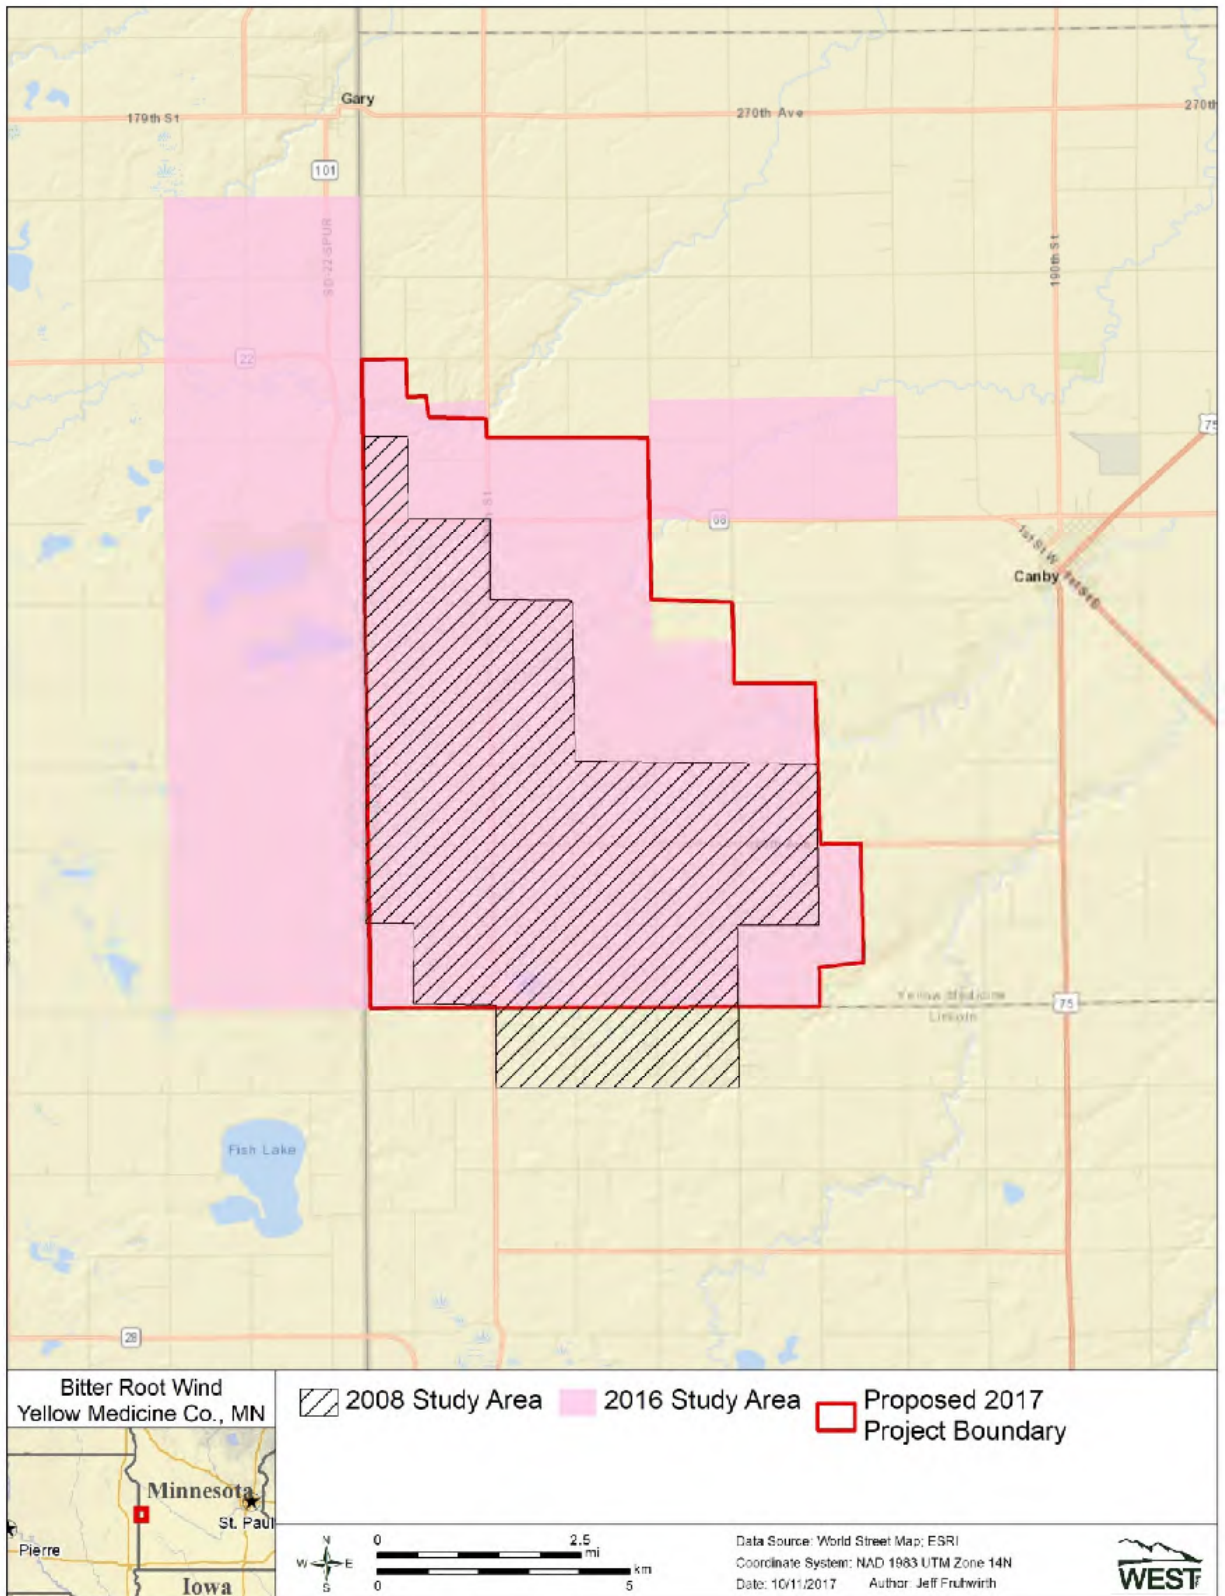 Gary
179th St
270th Ave
270th
101
SD-22-SPUR
190th St
22
75
St
68
1st St W
1st St E
Canby
Yellow Medicine
Lincoln
75
Fish Lake
28
Bitter Root Wind
Yellow Medicine Co., MN
2008 Study Area
2016 Study Area
Proposed 2017
Project Boundary
Minnesota
St. Paul
Pierre
Iowa
N
W E
S
0 2.5
mi
km
0 5
Data Source: World Street Map; ESRI
Coordinate System: NAD 1983 UTM Zone 14N
Date: 10/11/2017 Author: Jeff Fruhwirth
WEST